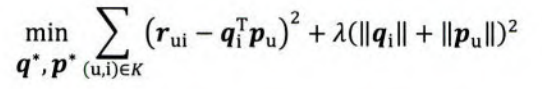 min ∑ (r_ui − q_i^T p_u)^2 + λ(‖q_i‖ + ‖p_u‖)^2
q*, p* (u,i)∈K